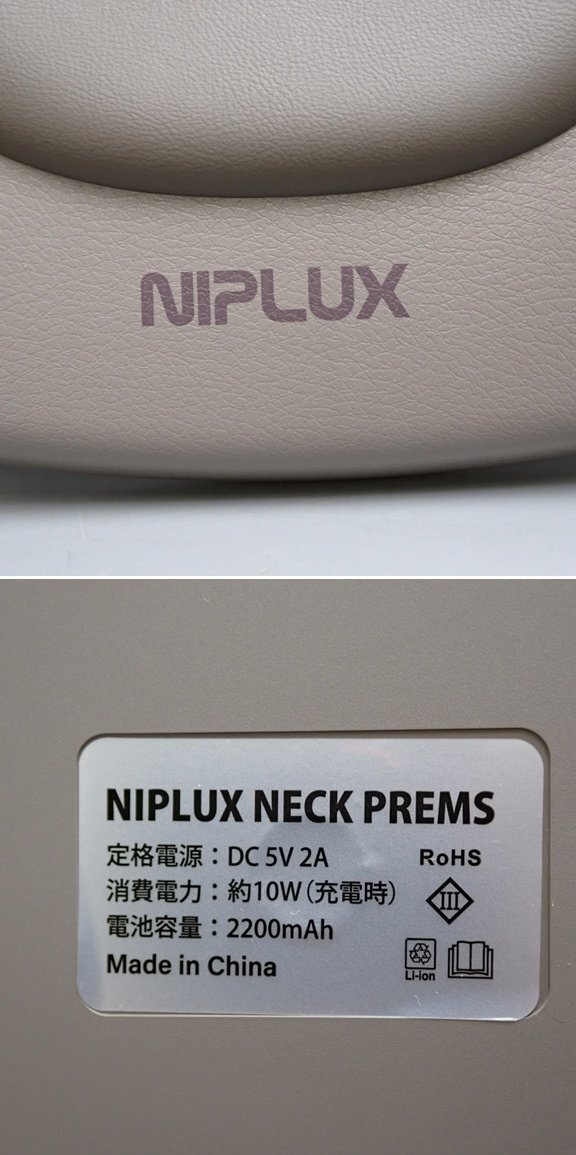 NIPLUX
NIPLUX NECK PREMS
定格電源：DC 5V 2A
消費電力：約10W（充電時）
電池容量：2200mAh
Made in China
RoHS
III
Li-ion